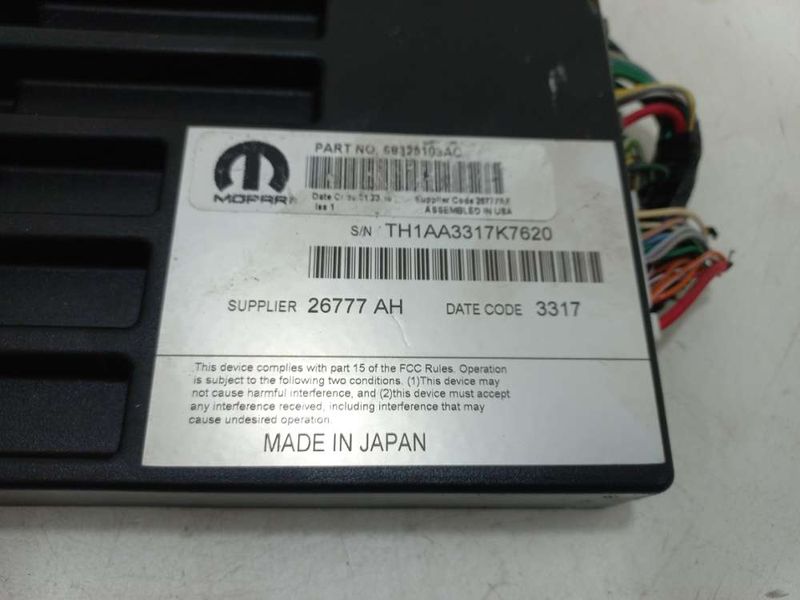 MOPAR
PART NO. 68325103AC
Iss 1
ASSEMBLED IN USA
S/N TH1AA3317K7620
SUPPLIER 26777 AH DATE CODE 3317
This device complies with part 15 of the FCC Rules. Operation
is subject to the following two conditions. (1)This device may
not cause harmful interference, and (2)this device must accept
any interference received, including interference that may
cause undesired operation.
MADE IN JAPAN